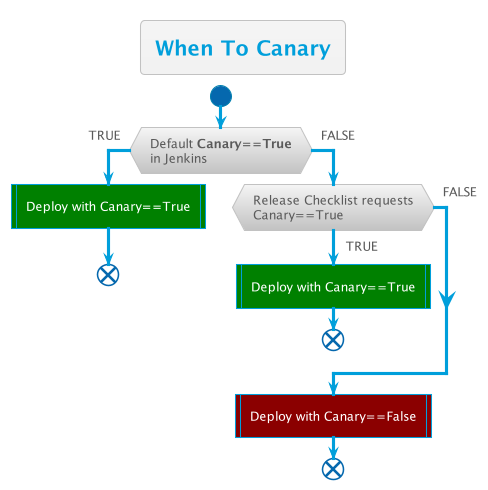 When To Canary
TRUE
FALSE
Default Canary==True
in Jenkins
Deploy with Canary==True
Release Checklist requests
Canary==True
FALSE
TRUE
Deploy with Canary==True
Deploy with Canary==False